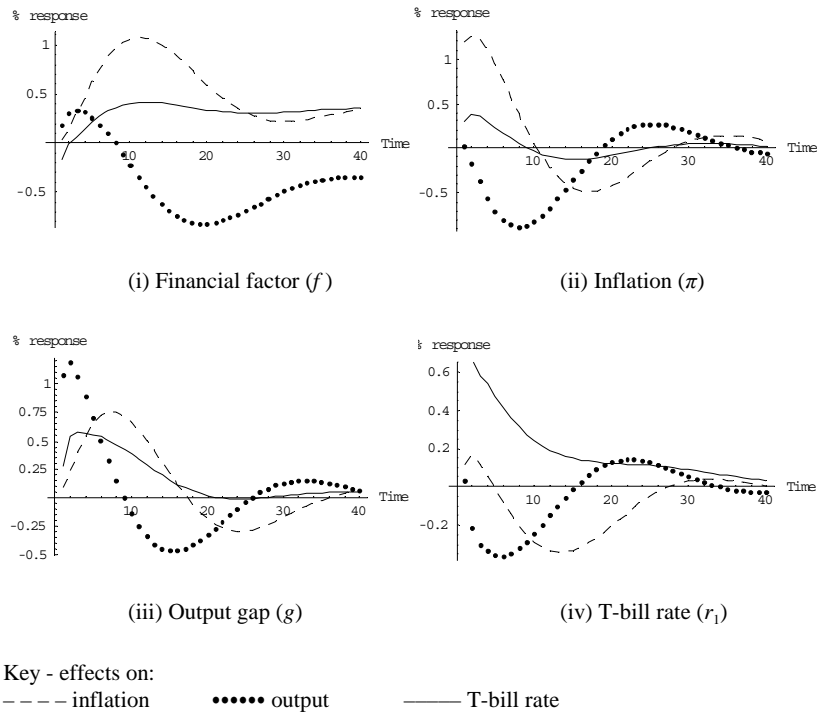 % response
1
0.5
-0.5
10 20 30 40
Time
(i) Financial factor (f)
% response
1
0.5
-0.5
10 20 30 40
Time
(ii) Inflation (π)
% response
1
0.75
0.5
0.25
-0.25
-0.5
10 20 30 40
Time
(iii) Output gap (g)
% response
0.6
0.4
0.2
-0.2
10 20 30 40
Time
(iv) T-bill rate (r₁)
Key - effects on:
inflation output T-bill rate